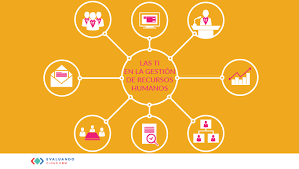 LAS TI
EN LA GESTIÓN
DE RECURSOS
HUMANOS
EVALUANDO